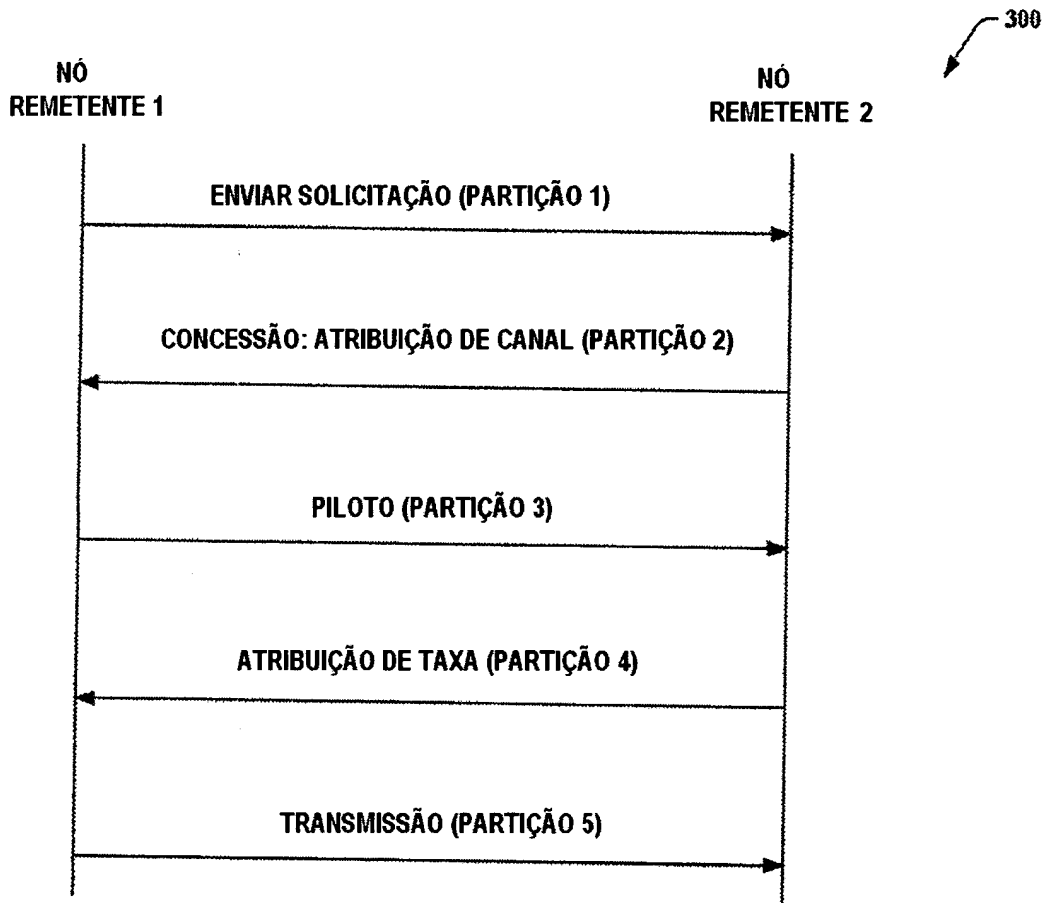 300
NÓ
REMETENTE 1
NÓ
REMETENTE 2
ENVIAR SOLICITAÇÃO (PARTIÇÃO 1)
CONCESSÃO: ATRIBUIÇÃO DE CANAL (PARTIÇÃO 2)
PILOTO (PARTIÇÃO 3)
ATRIBUIÇÃO DE TAXA (PARTIÇÃO 4)
TRANSMISSÃO (PARTIÇÃO 5)